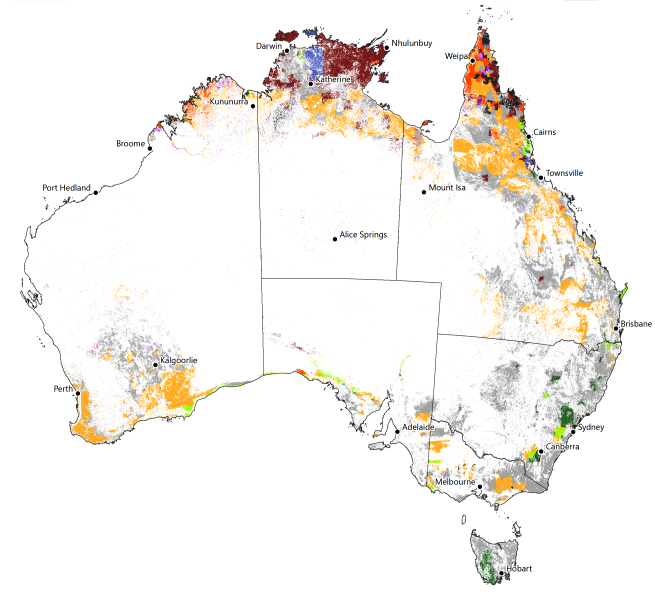 Darwin
Nhulunbuy
Weipa
Katherine
Kununurra
Cairns
Broome
Townsville
Port Hedland
Mount Isa
Alice Springs
Brisbane
Kalgoorlie
Perth
Adelaide
Sydney
Canberra
Melbourne
Hobart